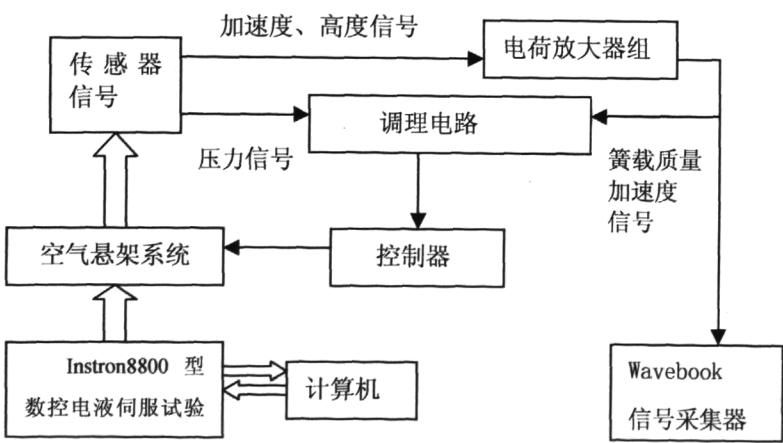 加速度、高度信号
电荷放大器组
传感器
信号
调理电路
压力信号
簧载质量
加速度
信号
空气悬架系统
控制器
Instron8800 型
数控电液伺服试验
计算机
Wavebook
信号采集器